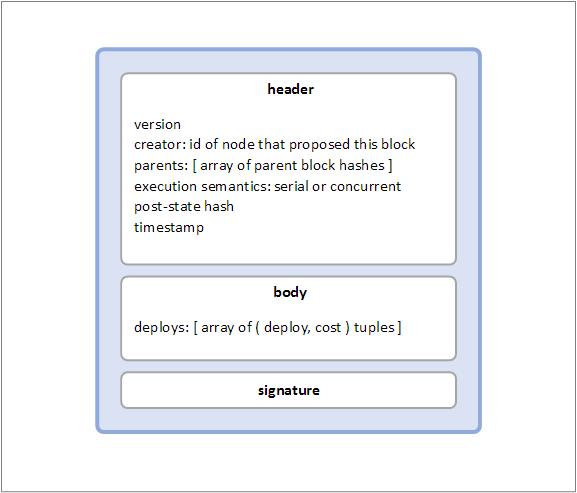 header
version
creator: id of node that proposed this block
parents: [ array of parent block hashes ]
execution semantics: serial or concurrent
post-state hash
timestamp
body
deploys: [ array of ( deploy, cost ) tuples ]
signature